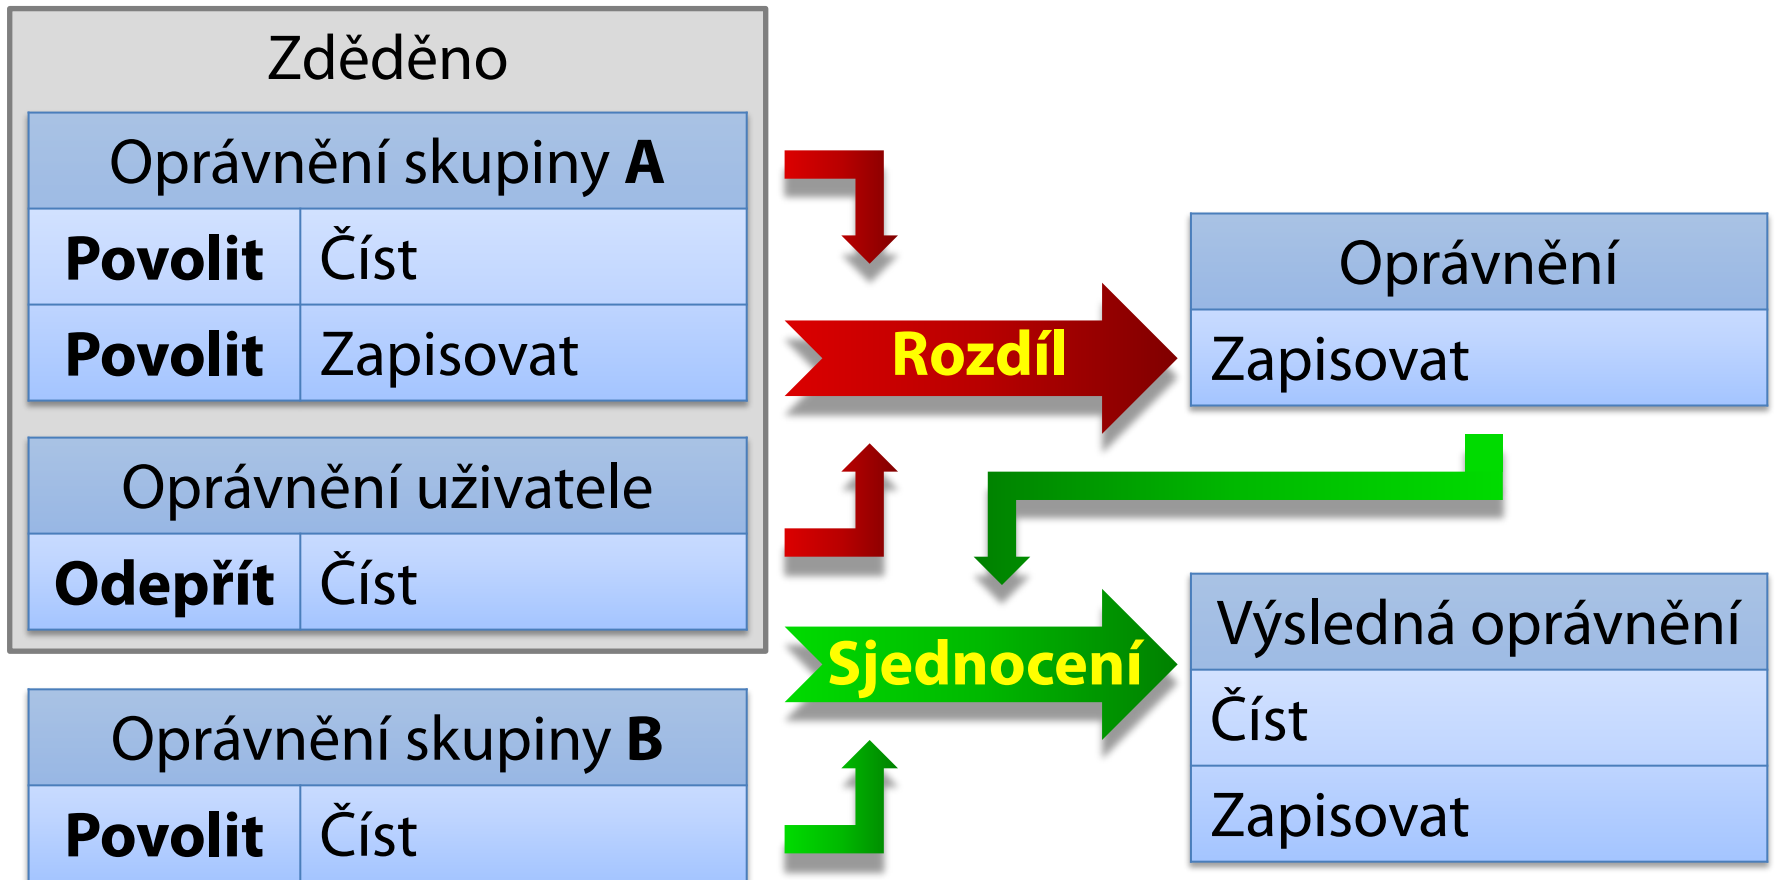 Zděděno
Oprávnění skupiny A
Povolit Číst
Povolit Zapisovat
Oprávnění uživatele
Odepřít Číst
Oprávnění skupiny B
Povolit Číst
Rozdíl
Oprávnění
Zapisovat
Sjednocení
Výsledná oprávnění
Číst
Zapisovat